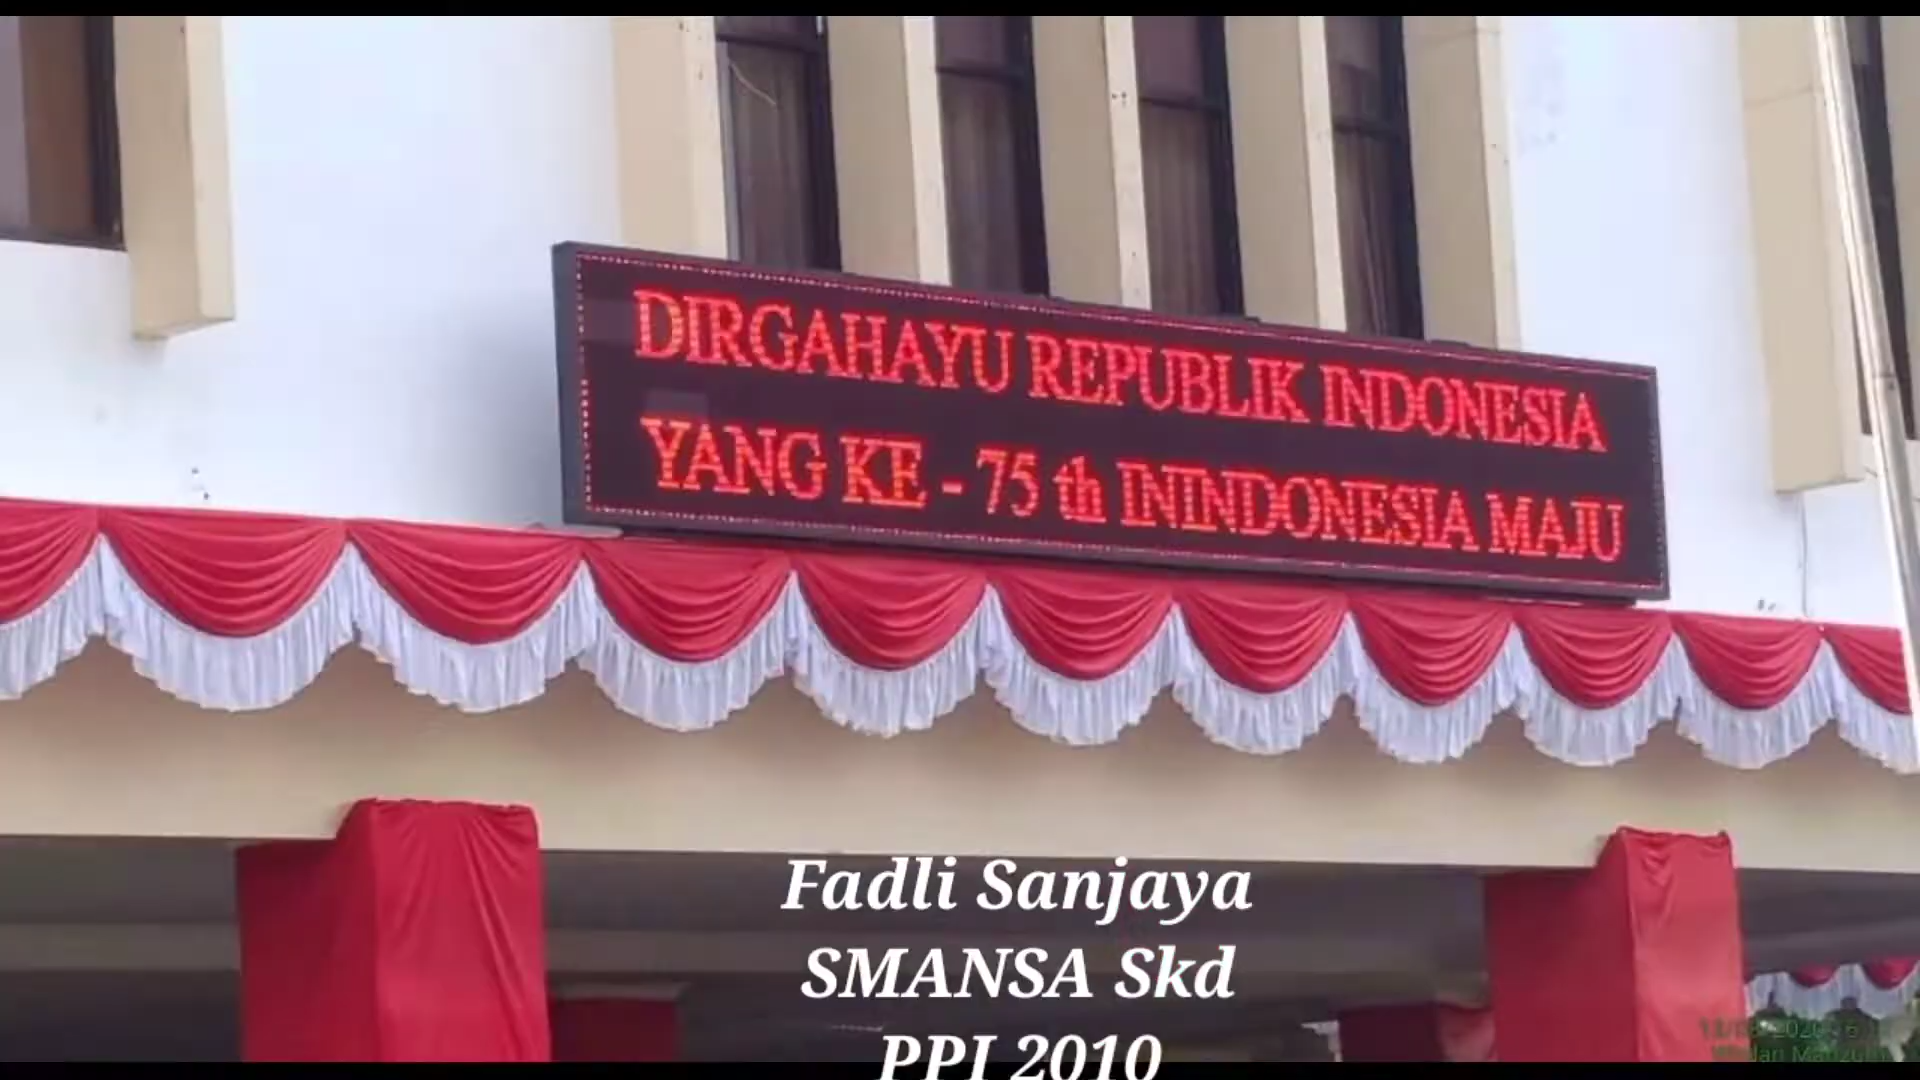 DIRGAHAYU REPUBLIK INDONESIA
YANG KE - 75 th ININDONESIA MAJU
Fadli Sanjaya
SMANSA Skd
PPI 2010